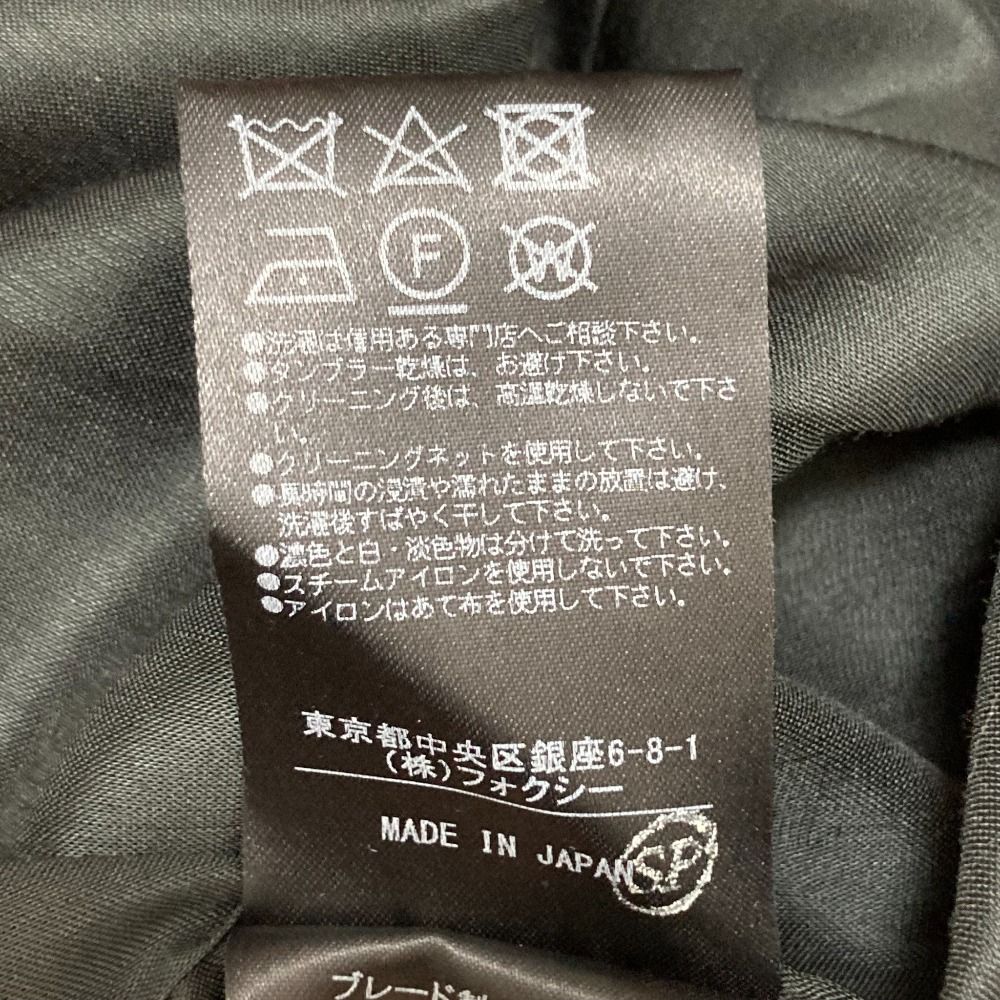 F
W
●洗濯は信用ある専門店へご相談下さい。
●タンブラー乾燥は、お避け下さい。
●クリーニング後は、高温乾燥しないで下さ
い。
●クリーニングネットを使用して下さい。
●長時間の浸漬や濡れたままの放置は避け、
洗濯後すばやく干して下さい。
●濃色と白・淡色物は分けて洗って下さい。
●スチームアイロンを使用しないで下さい。
●アイロンはあて布を使用して下さい。
東京都中央区銀座6-8-1
(株)フォクシー
MADE IN JAPAN
SP
ブレード